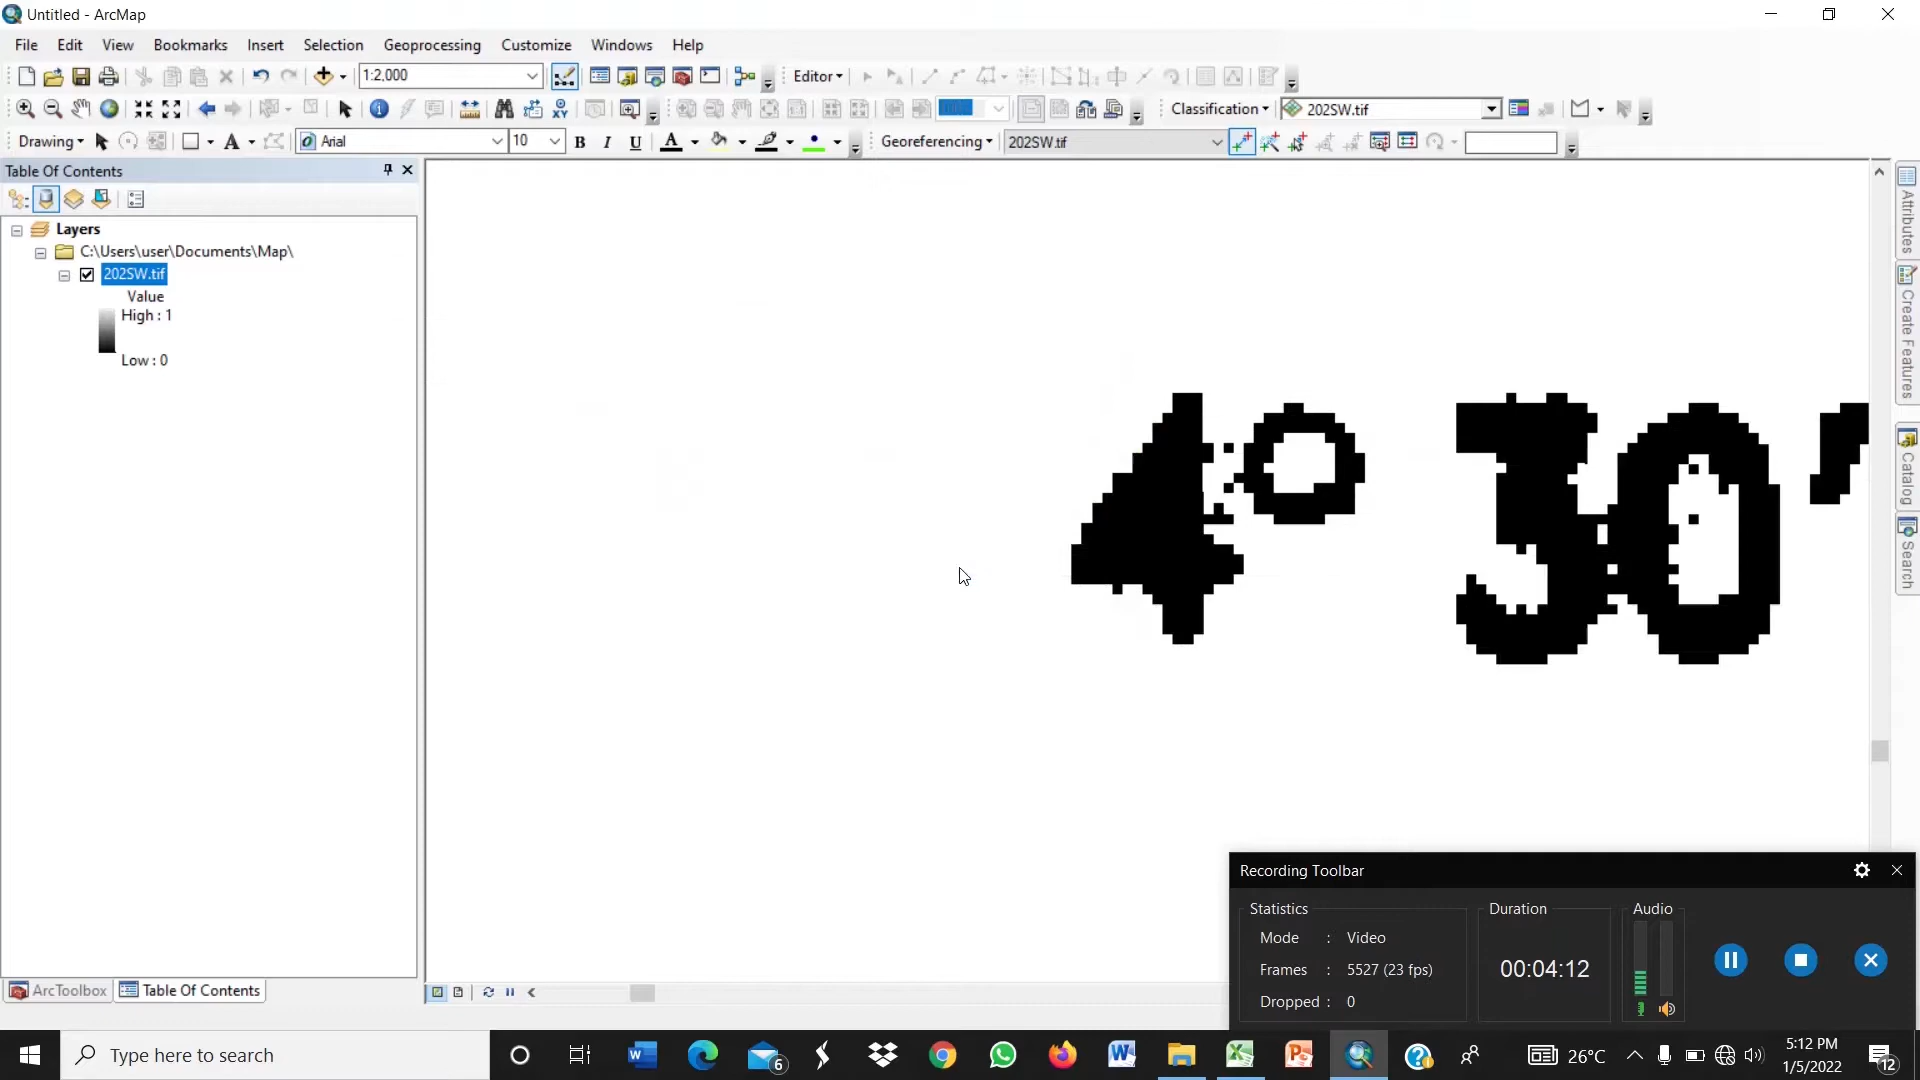 Untitled - ArcMap
File Edit View Bookmarks Insert Selection Geoprocessing Customize Windows Help
1:2,000 Editor
Classification 202SW.tif
Drawing A Arial 10 B I U A Georeferencing 202SW.tif
Table Of Contents
Layers
C:\Users\user\Documents\Map\
202SW.tif
Value
High : 1
Low : 0
4° 30'
Attributes
Create Features
Catalog
Search
Recording Toolbar
Statistics Duration Audio
Mode : Video
Frames : 5527 (23 fps)
00:04:12
Dropped : 0
ArcToolbox Table Of Contents
Type here to search
6
26°C
5:12 PM
1/5/2022
12